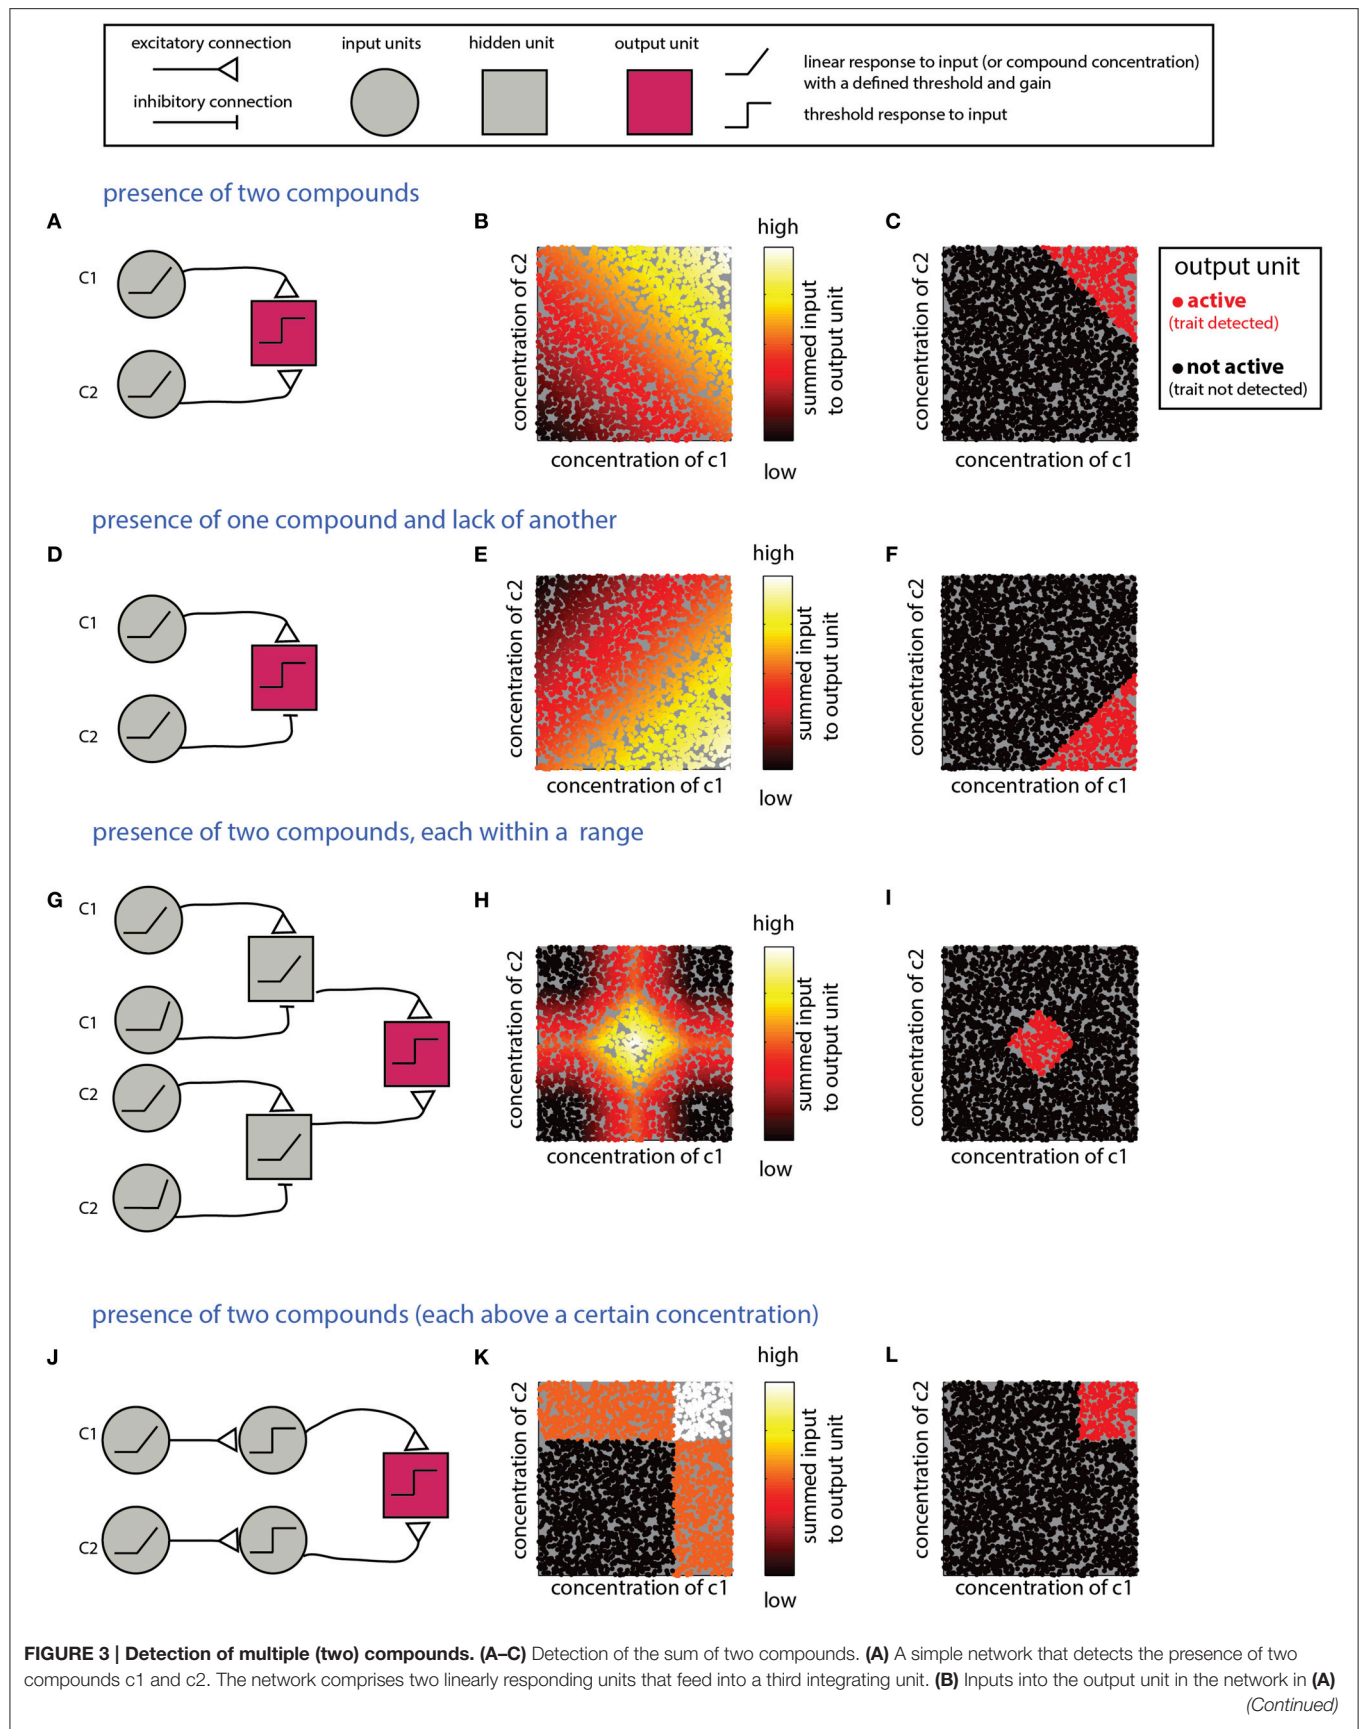 excitatory connection
input units
hidden unit
output unit
linear response to input (or compound concentration)
with a defined threshold and gain
inhibitory connection
threshold response to input
presence of two compounds
A
C1
C2
B
concentration of c2
concentration of c1
high
summed input
to output unit
low
C
concentration of c2
concentration of c1
output unit
active
(trait detected)
not active
(trait not detected)
presence of one compound and lack of another
D
C1
C2
E
concentration of c2
concentration of c1
high
summed input
to output unit
low
F
concentration of c2
concentration of c1
presence of two compounds, each within a range
G
C1
C1
C2
C2
H
concentration of c2
concentration of c1
high
summed input
to output unit
low
I
concentration of c2
concentration of c1
presence of two compounds (each above a certain concentration)
J
C1
C2
K
concentration of c2
concentration of c1
high
summed input
to output unit
low
L
concentration of c2
concentration of c1
FIGURE 3 | Detection of multiple (two) compounds. (A–C) Detection of the sum of two compounds. (A) A simple network that detects the presence of two
compounds c1 and c2. The network comprises two linearly responding units that feed into a third integrating unit. (B) Inputs into the output unit in the network in (A)
(Continued)